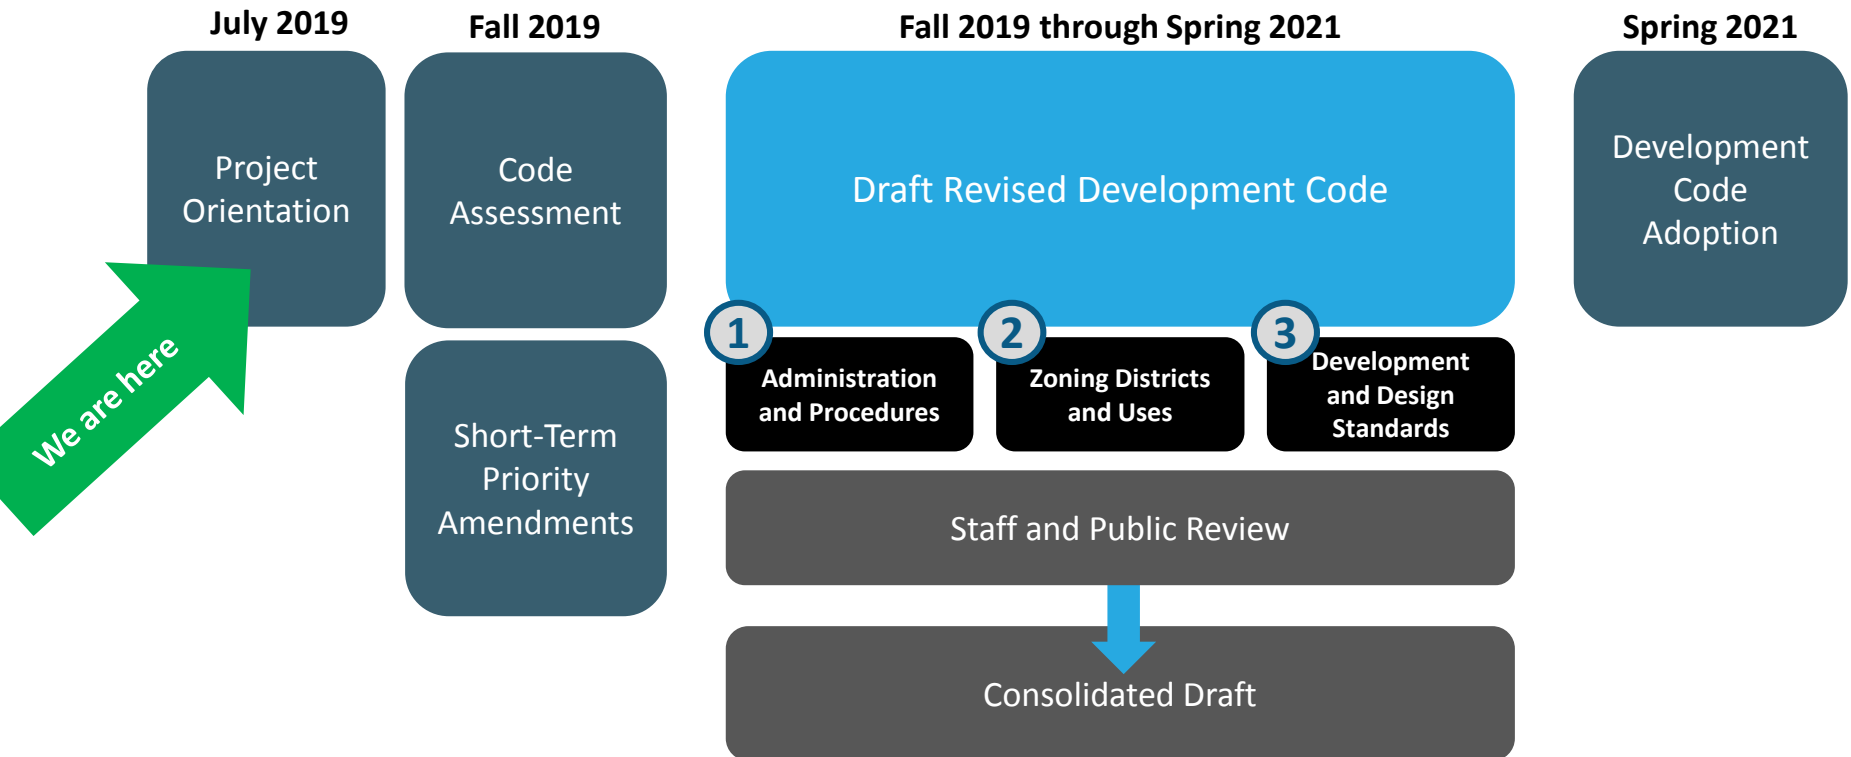 July 2019
Fall 2019
Fall 2019 through Spring 2021
Spring 2021
Project
Orientation
Code
Assessment
Draft Revised Development Code
Development
Code
Adoption
We are here
1
2
3
Administration
and Procedures
Zoning Districts
and Uses
Development
and Design
Standards
Short-Term
Priority
Amendments
Staff and Public Review
Consolidated Draft